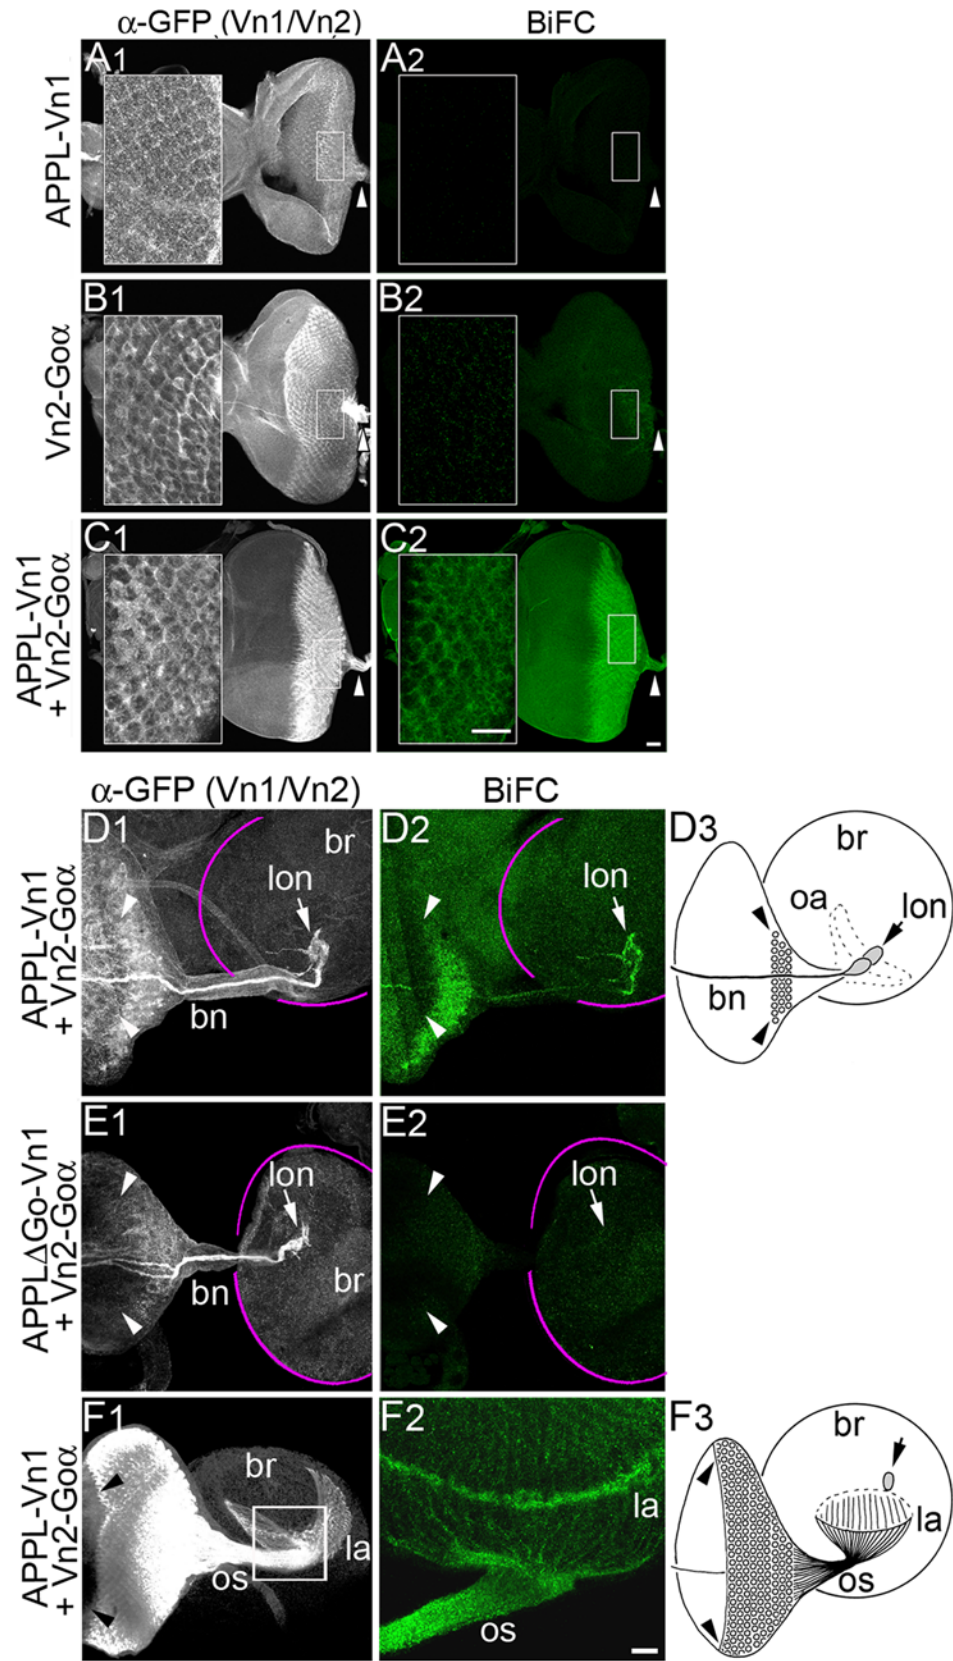 α-GFP (Vn1/Vn2)
BiFC
APPL-Vn1
A1
A2
Vn2-Goα
B1
B2
APPL-Vn1
+ Vn2-Goα
C1
C2
α-GFP (Vn1/Vn2)
BiFC
APPL-Vn1
+ Vn2-Goα
D1
br
lon
bn
D2
lon
D3
br
oa
lon
bn
APPLΔGo-Vn1
+ Vn2-Goα
E1
lon
bn
br
E2
lon
APPL-Vn1
+ Vn2-Goα
F1
br
la
os
F2
la
os
F3
br
la
os